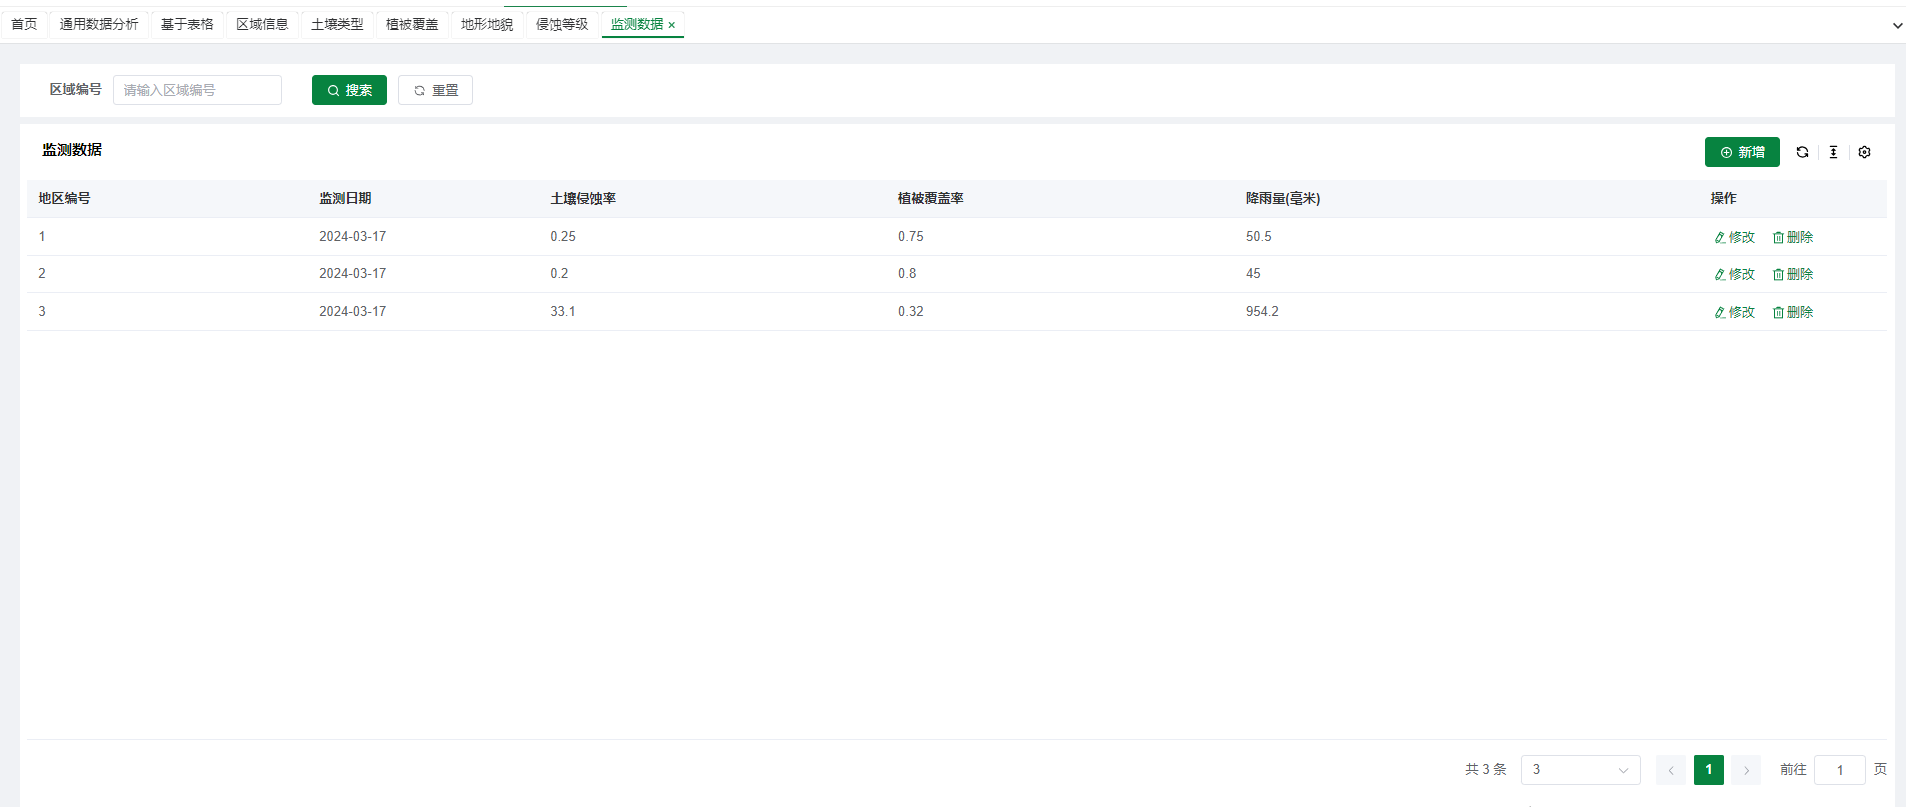 首页 通用数据分析 基于表格 区域信息 土壤类型 植被覆盖 地形地貌 侵蚀等级 监测数据 ×
区域编号 请输入区域编号 搜索 重置
监测数据 新增
地区编号 监测日期 土壤侵蚀率 植被覆盖率 降雨量(毫米) 操作
1 2024-03-17 0.25 0.75 50.5 修改 删除
2 2024-03-17 0.2 0.8 45 修改 删除
3 2024-03-17 33.1 0.32 954.2 修改 删除
共 3 条 3 1 前往 1 页